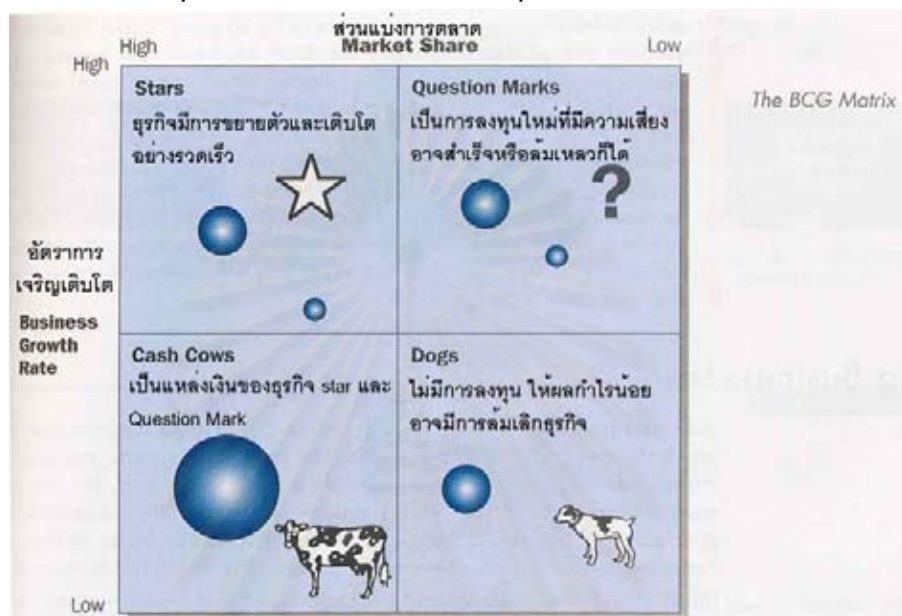 ส่วนแบ่งการตลาด
High Market Share Low
High
The BCG Matrix
Stars
ธุรกิจมีการขยายตัวและเติบโต
อย่างรวดเร็ว
Question Marks
เป็นการลงทุนใหม่ที่มีความเสี่ยง
อาจสำเร็จหรือล้มเหลวก็ได้
?
อัตราการ
เจริญเติบโต
Business
Growth
Rate
Cash Cows
เป็นแหล่งเงินของธุรกิจ star และ
Question Mark
Dogs
ไม่มีการลงทุน ให้ผลกำไรน้อย
อาจมีการล้มเลิกธุรกิจ
Low